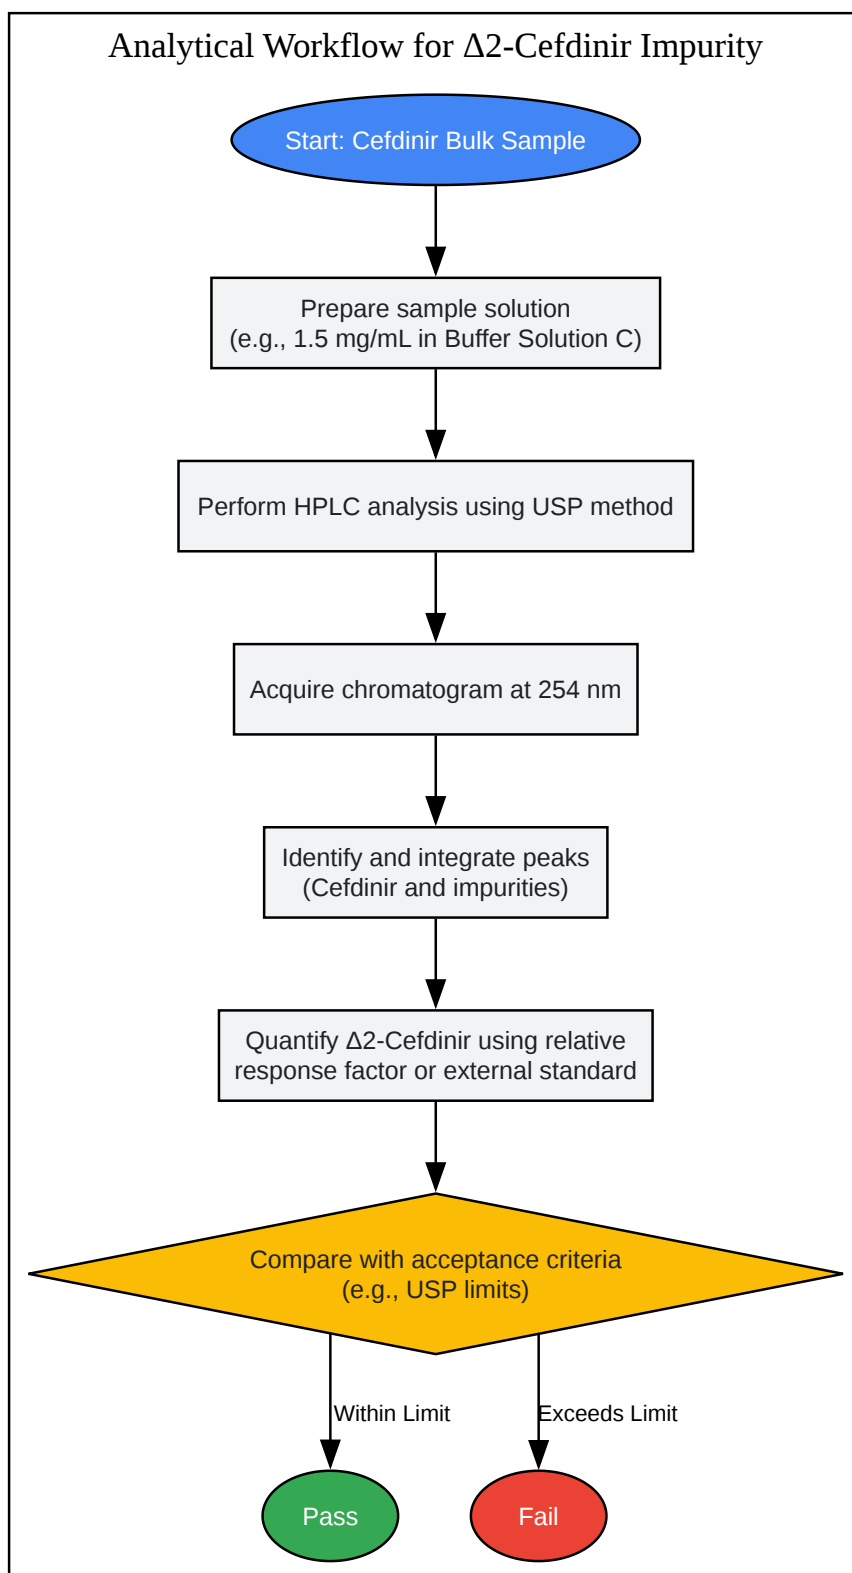 Analytical Workflow for Δ2-Cefdinir Impurity
Start: Cefdinir Bulk Sample
Prepare sample solution
(e.g., 1.5 mg/mL in Buffer Solution C)
Perform HPLC analysis using USP method
Acquire chromatogram at 254 nm
Identify and integrate peaks
(Cefdinir and impurities)
Quantify Δ2-Cefdinir using relative
response factor or external standard
Compare with acceptance criteria
(e.g., USP limits)
Within Limit
Exceeds Limit
Pass
Fail